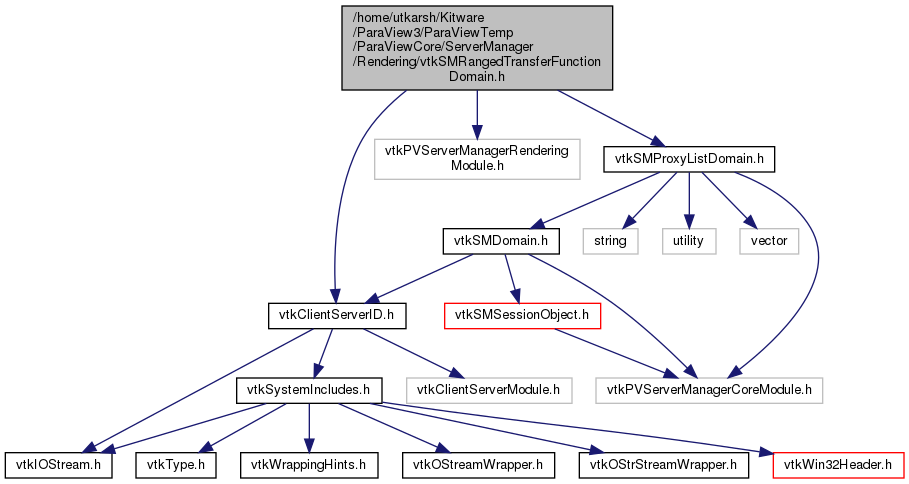 /home/utkarsh/Kitware
/ParaView3/ParaViewTemp
/ParaViewCore/ServerManager
/Rendering/vtkSMRangedTransferFunction
Domain.h
vtkPVServerManagerRendering
Module.h
vtkSMProxyListDomain.h
vtkSMDomain.h
string
utility
vector
vtkClientServerID.h
vtkSMSessionObject.h
vtkSystemIncludes.h
vtkClientServerModule.h
vtkPVServerManagerCoreModule.h
vtkIOStream.h
vtkType.h
vtkWrappingHints.h
vtkOStreamWrapper.h
vtkOStrStreamWrapper.h
vtkWin32Header.h